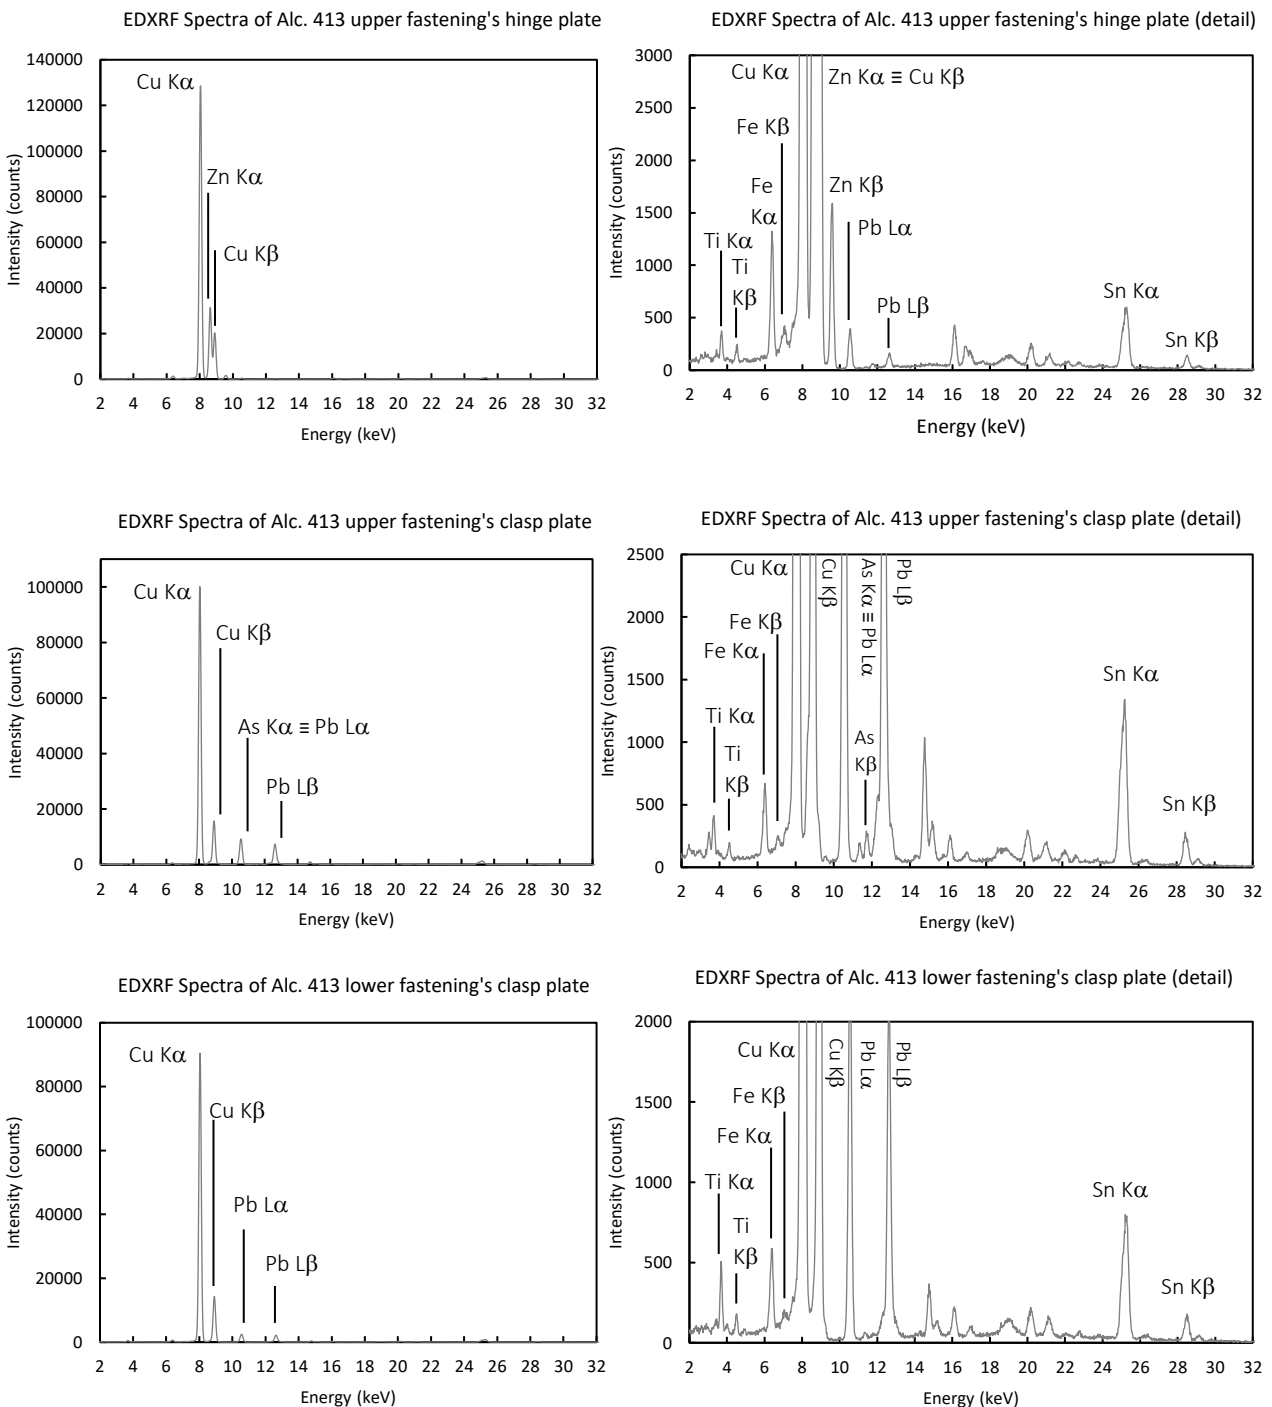 EDXRF Spectra of Alc. 413 upper fastening's hinge plate
140000
120000
100000
80000
60000
40000
20000
0
Intensity (counts)
Cu Kα
Zn Kα
Cu Kβ
2 4 6 8 10 12 14 16 18 20 22 24 26 28 30 32
Energy (keV)
EDXRF Spectra of Alc. 413 upper fastening's hinge plate (detail)
3000
2500
2000
1500
1000
500
0
Intensity (counts)
Cu Kα
Zn Kα ≡ Cu Kβ
Fe Kβ
Fe
Kα
Zn Kβ
Pb Lα
Ti Kα
Ti
Kβ
Pb Lβ
Sn Kα
Sn Kβ
2 4 6 8 10 12 14 16 18 20 22 24 26 28 30 32
Energy (keV)
EDXRF Spectra of Alc. 413 upper fastening's clasp plate
100000
80000
60000
40000
20000
0
Intensity (counts)
Cu Kα
Cu Kβ
As Kα ≡ Pb Lα
Pb Lβ
2 4 6 8 10 12 14 16 18 20 22 24 26 28 30 32
Energy (keV)
EDXRF Spectra of Alc. 413 upper fastening's clasp plate (detail)
2500
2000
1500
1000
500
0
Intensity (counts)
Cu Kα
Cu Kβ
As Kα ≡ Pb Lα
Pb Lβ
Fe Kβ
Fe Kα
Ti Kα
Ti
Kβ
As
Kβ
Sn Kα
Sn Kβ
2 4 6 8 10 12 14 16 18 20 22 24 26 28 30 32
Energy (keV)
EDXRF Spectra of Alc. 413 lower fastening's clasp plate
100000
80000
60000
40000
20000
0
Intensity (counts)
Cu Kα
Cu Kβ
Pb Lα
Pb Lβ
2 4 6 8 10 12 14 16 18 20 22 24 26 28 30 32
Energy (keV)
EDXRF Spectra of Alc. 413 lower fastening's clasp plate (detail)
2000
1500
1000
500
0
Intensity (counts)
Cu Kα
Cu Kβ
Pb Lα
Pb Lβ
Fe Kβ
Fe Kα
Ti Kα
Ti
Kβ
Sn Kα
Sn Kβ
2 4 6 8 10 12 14 16 18 20 22 24 26 28 30 32
Energy (keV)